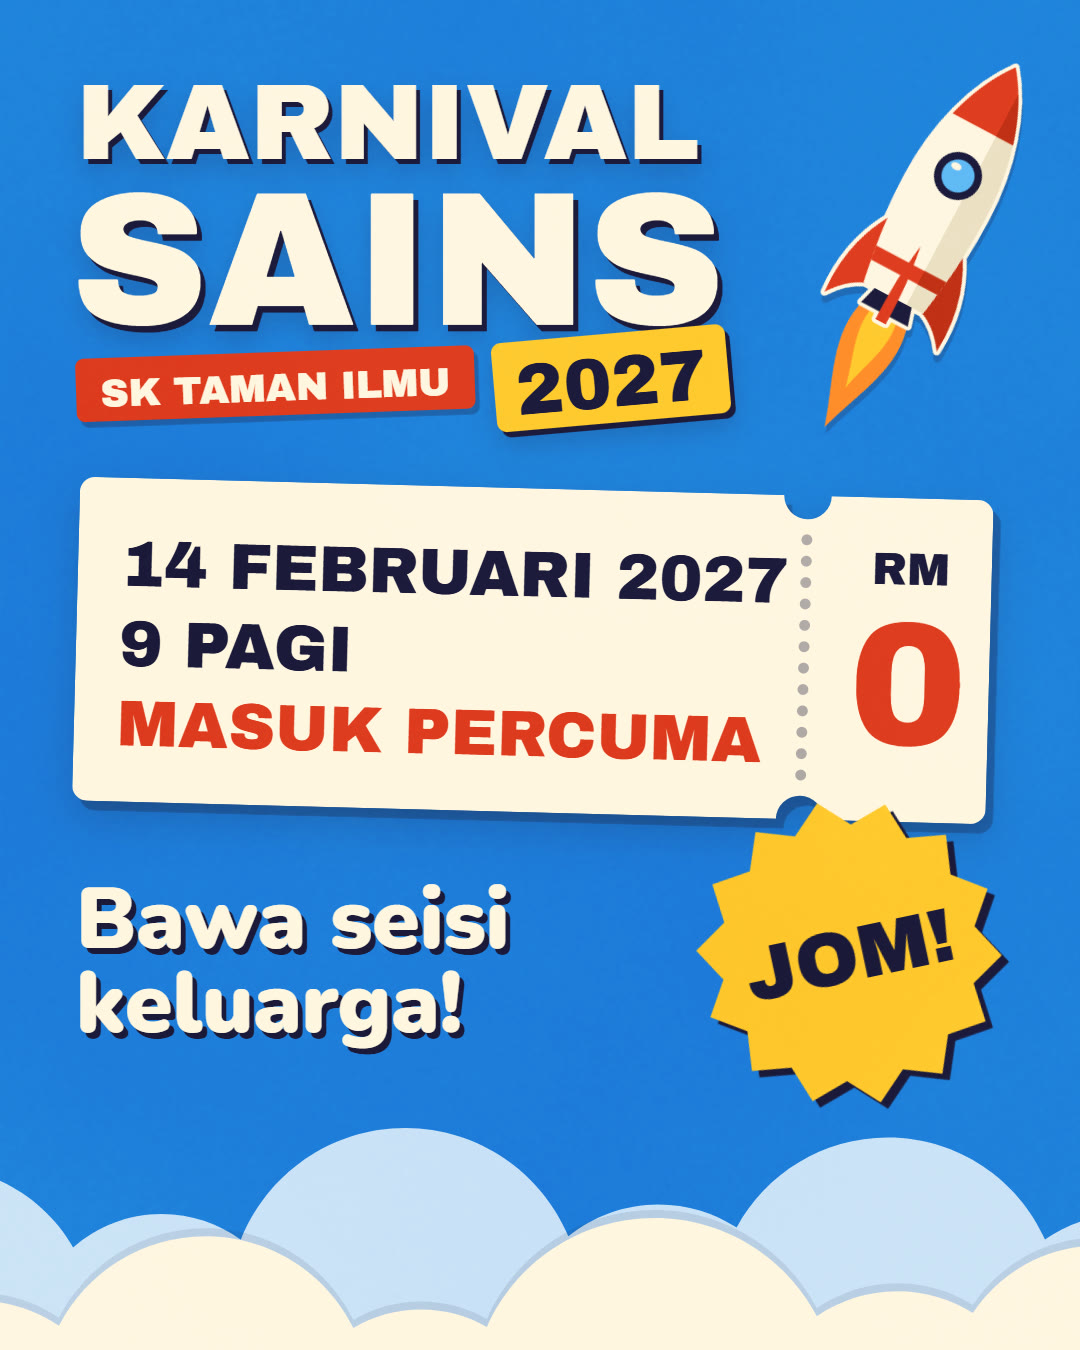 KARNIVAL
SAINS
SK TAMAN ILMU
2027
14 FEBRUARI 2027
9 PAGI
MASUK PERCUMA
RM
0
Bawa seisi
keluarga!
JOM!